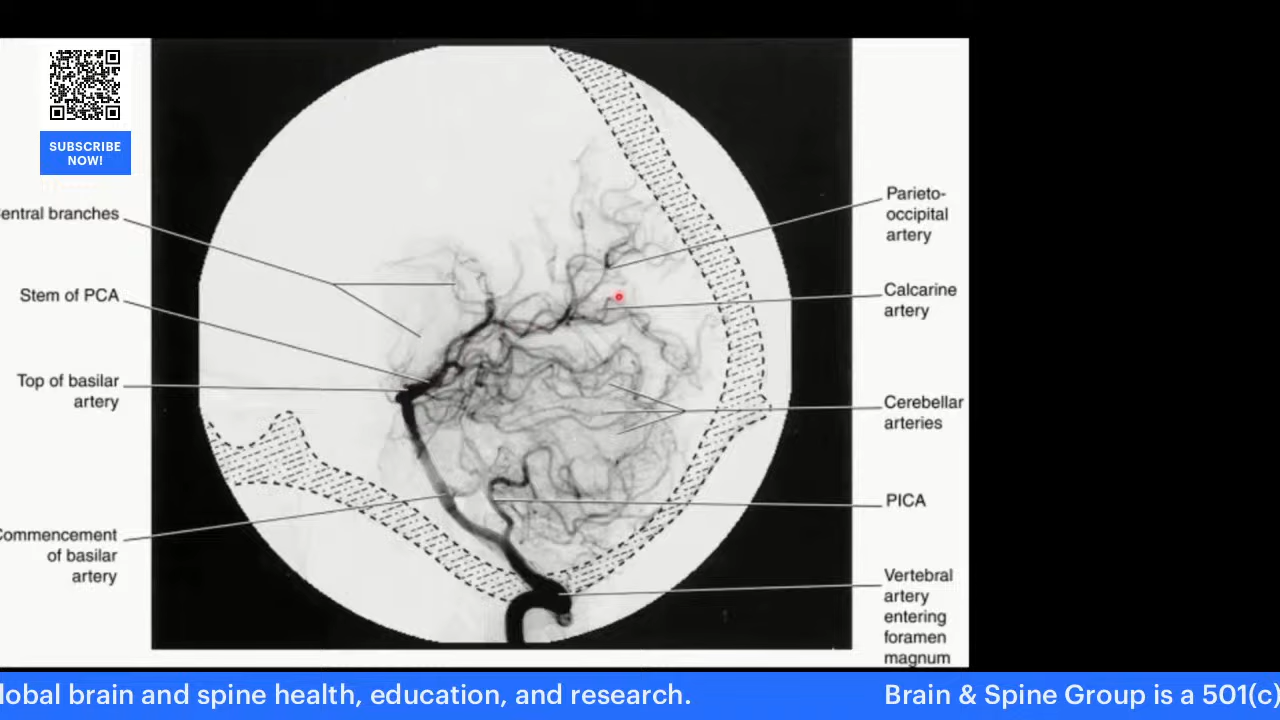 SUBSCRIBE
NOW!
entral branches
Stem of PCA
Top of basilar
artery
Commencement
of basilar
artery
Parieto-
occipital
artery
Calcarine
artery
Cerebellar
arteries
PICA
Vertebral
artery
entering
foramen
magnum
lobal brain and spine health, education, and research.
Brain & Spine Group is a 501(c)